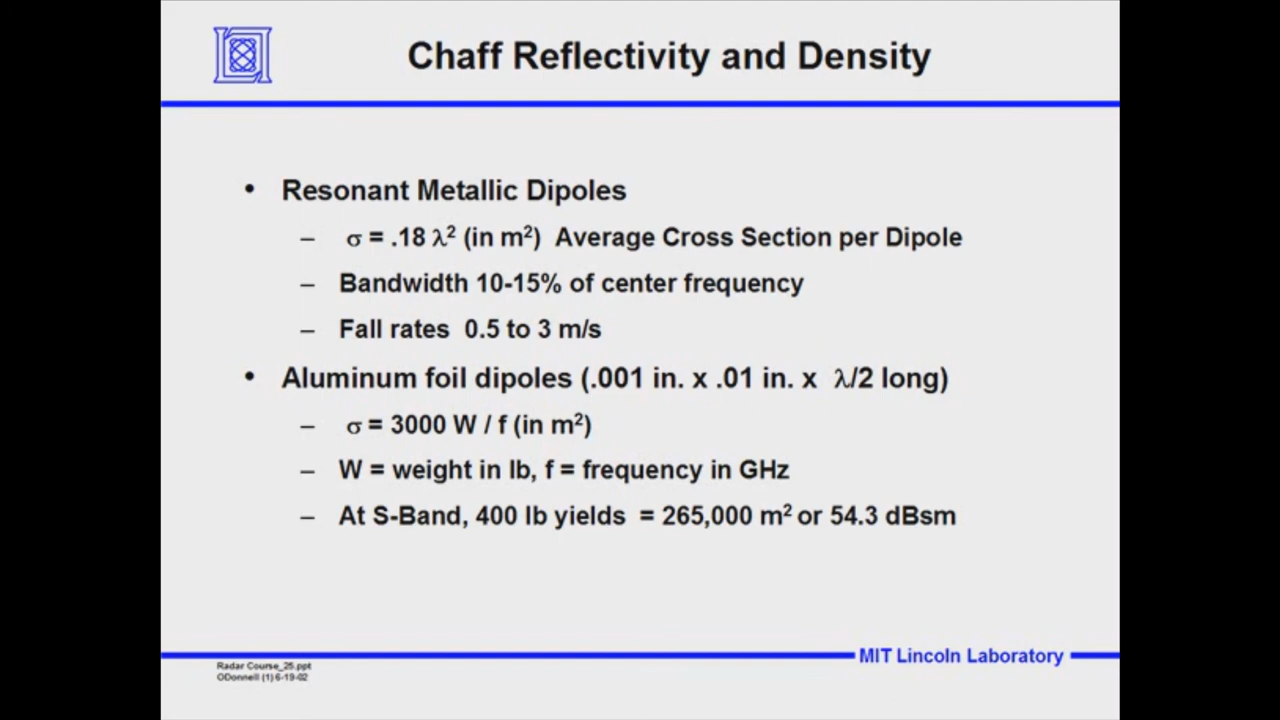 Chaff Reflectivity and Density
• Resonant Metallic Dipoles
– σ = .18 λ² (in m²) Average Cross Section per Dipole
– Bandwidth 10-15% of center frequency
– Fall rates 0.5 to 3 m/s
• Aluminum foil dipoles (.001 in. x .01 in. x λ/2 long)
– σ = 3000 W / f (in m²)
– W = weight in lb, f = frequency in GHz
– At S-Band, 400 lb yields = 265,000 m² or 54.3 dBsm
MIT Lincoln Laboratory
Radar Course_25.ppt
ODonnell (1) 6-19-02